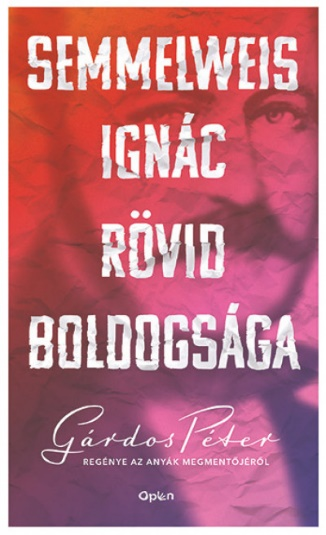 SEMMELWEIS
IGNÁC
RÖVID
BOLDOGSÁGA
Gárdos Péter
REGÉNYE AZ ANYÁK MEGMENTŐJÉRŐL
Open